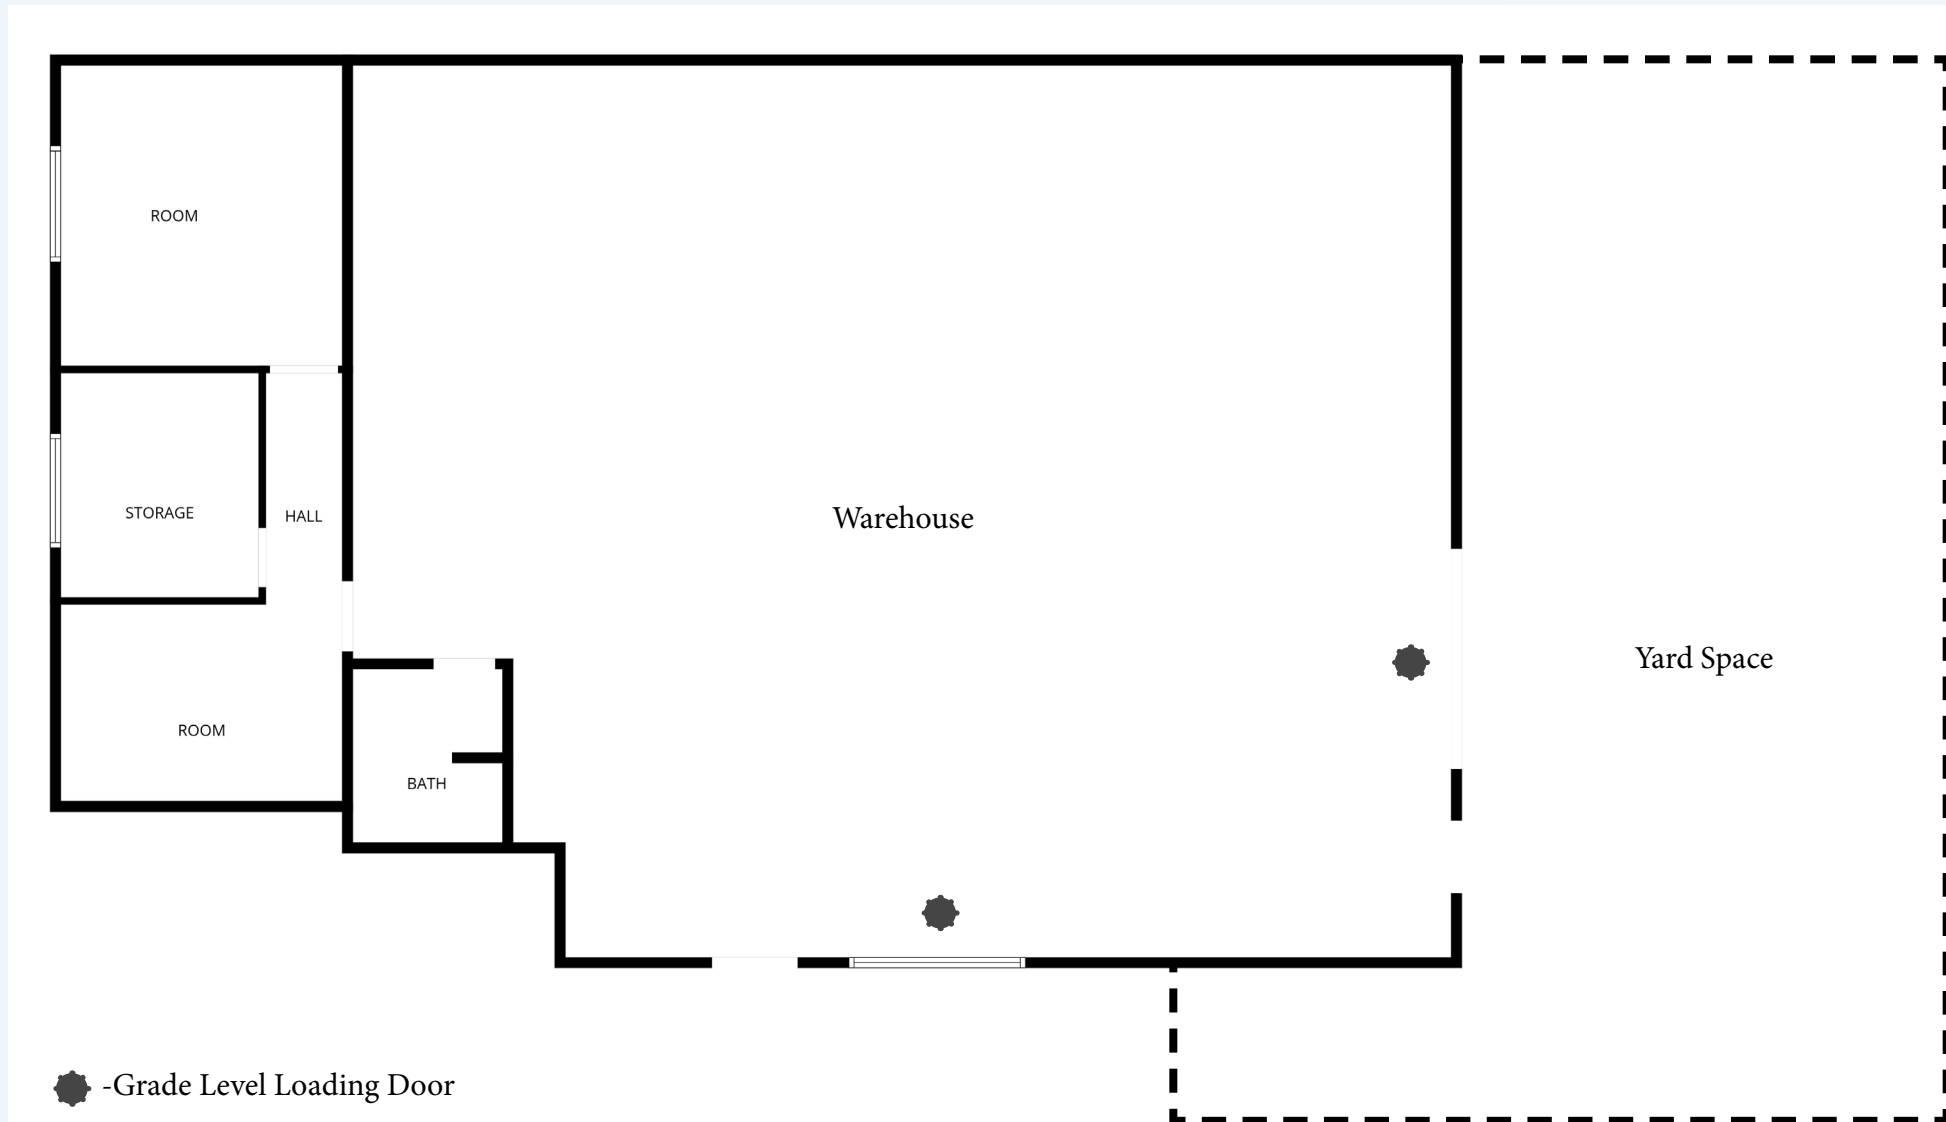 ROOM
STORAGE
HALL
Warehouse
Yard Space
ROOM
BATH
-Grade Level Loading Door